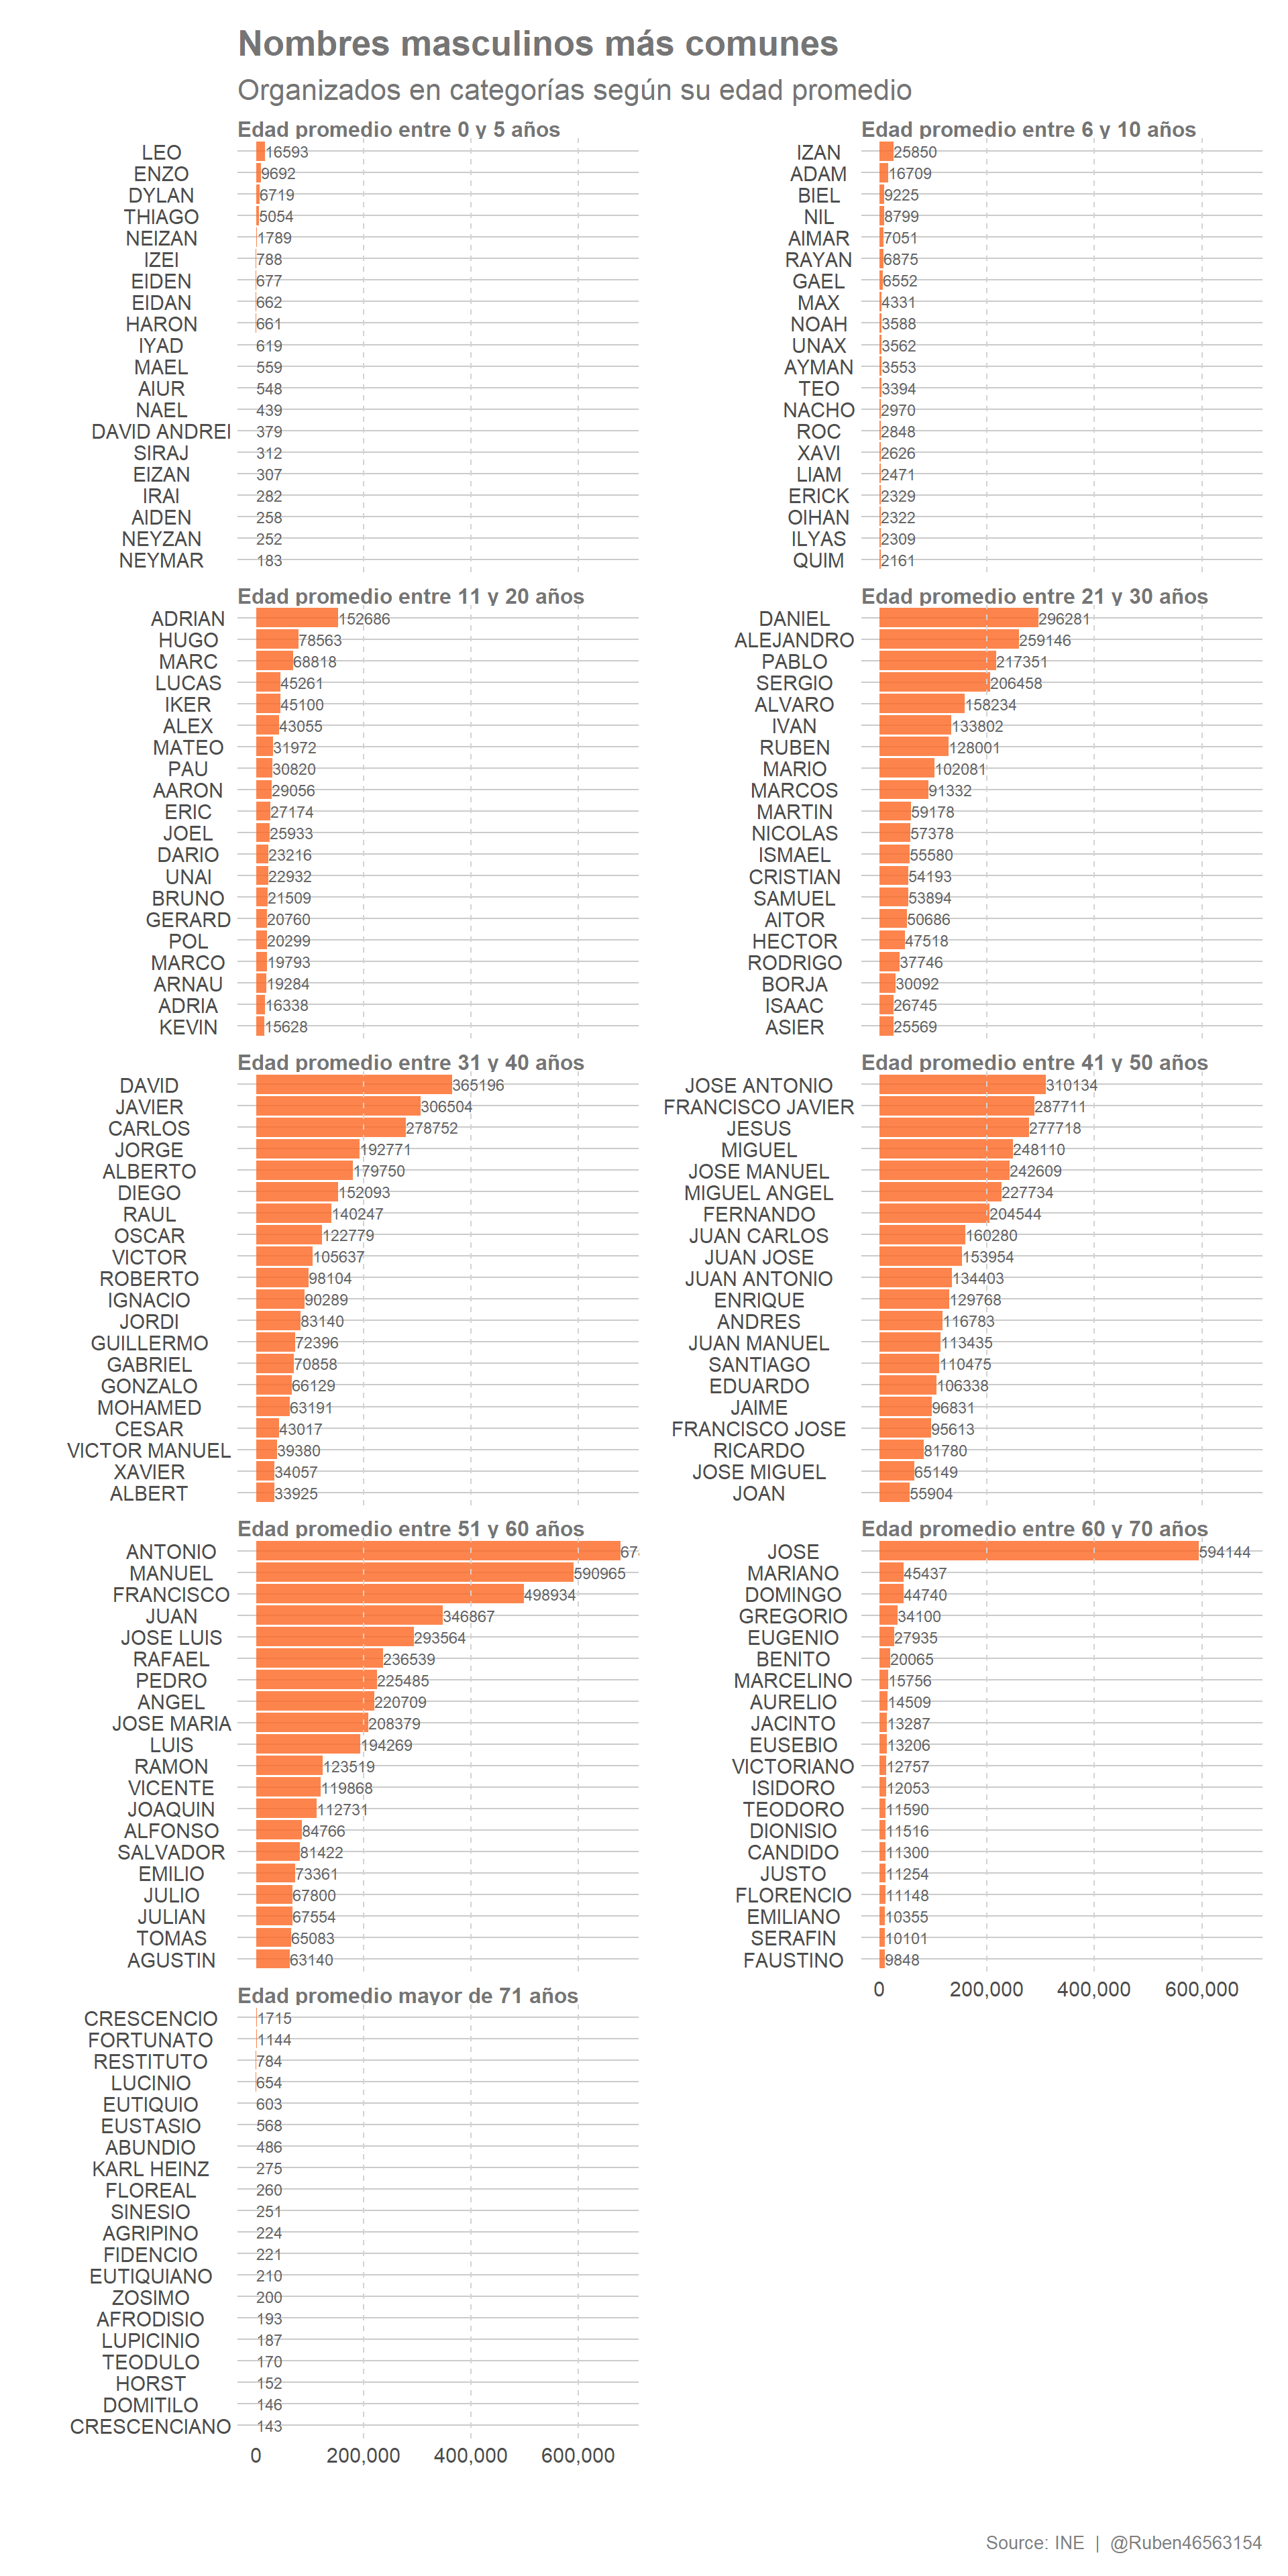 Nombres masculinos más comunes
Organizados en categorías según su edad promedio
Edad promedio entre 0 y 5 años
LEO 16593
ENZO 9692
DYLAN 6719
THIAGO 5054
NEIZAN 1789
IZEI 788
EIDEN 677
EIDAN 662
HARON 661
IYAD 619
MAEL 559
AIUR 548
NAEL 439
DAVID ANDREI 379
SIRAJ 312
EIZAN 307
IRAI 282
AIDEN 258
NEYZAN 252
NEYMAR 183
Edad promedio entre 6 y 10 años
IZAN 25850
ADAM 16709
BIEL 9225
NIL 8799
AIMAR 7051
RAYAN 6875
GAEL 6552
MAX 4331
NOAH 3588
UNAX 3562
AYMAN 3553
TEO 3394
NACHO 2970
ROC 2848
XAVI 2626
LIAM 2471
ERICK 2329
OIHAN 2322
ILYAS 2309
QUIM 2161
Edad promedio entre 11 y 20 años
ADRIAN 152686
HUGO 78563
MARC 68818
LUCAS 45261
IKER 45100
ALEX 43055
MATEO 31972
PAU 30820
AARON 29056
ERIC 27174
JOEL 25933
DARIO 23216
UNAI 22932
BRUNO 21509
GERARD 20760
POL 20299
MARCO 19793
ARNAU 19284
ADRIA 16338
KEVIN 15628
Edad promedio entre 21 y 30 años
DANIEL 296281
ALEJANDRO 259146
PABLO 217351
SERGIO 206458
ALVARO 158234
IVAN 133802
RUBEN 128001
MARIO 102081
MARCOS 91332
MARTIN 59178
NICOLAS 57378
ISMAEL 55580
CRISTIAN 54193
SAMUEL 53894
AITOR 50686
HECTOR 47518
RODRIGO 37746
BORJA 30092
ISAAC 26745
ASIER 25569
Edad promedio entre 31 y 40 años
DAVID 365196
JAVIER 306504
CARLOS 278752
JORGE 192771
ALBERTO 179750
DIEGO 152093
RAUL 140247
OSCAR 122779
VICTOR 105637
ROBERTO 98104
IGNACIO 90289
JORDI 83140
GUILLERMO 72396
GABRIEL 70858
GONZALO 66129
MOHAMED 63191
CESAR 43017
VICTOR MANUEL 39380
XAVIER 34057
ALBERT 33925
Edad promedio entre 41 y 50 años
JOSE ANTONIO 310134
FRANCISCO JAVIER 287711
JESUS 277718
MIGUEL 248110
JOSE MANUEL 242609
MIGUEL ANGEL 227734
FERNANDO 204544
JUAN CARLOS 160280
JUAN JOSE 153954
JUAN ANTONIO 134403
ENRIQUE 129768
ANDRES 116783
JUAN MANUEL 113435
SANTIAGO 110475
EDUARDO 106338
JAIME 96831
FRANCISCO JOSE 95613
RICARDO 81780
JOSE MIGUEL 65149
JOAN 55904
Edad promedio entre 51 y 60 años
ANTONIO
MANUEL 590965
FRANCISCO 498934
JUAN 346867
JOSE LUIS 293564
RAFAEL 236539
PEDRO 225485
ANGEL 220709
JOSE MARIA 208379
LUIS 194269
RAMON 123519
VICENTE 119868
JOAQUIN 112731
ALFONSO 84766
SALVADOR 81422
EMILIO 73361
JULIO 67800
JULIAN 67554
TOMAS 65083
AGUSTIN 63140
Edad promedio entre 60 y 70 años
JOSE 594144
MARIANO 45437
DOMINGO 44740
GREGORIO 34100
EUGENIO 27935
BENITO 20065
MARCELINO 15756
AURELIO 14509
JACINTO 13287
EUSEBIO 13206
VICTORIANO 12757
ISIDORO 12053
TEODORO 11590
DIONISIO 11516
CANDIDO 11300
JUSTO 11254
FLORENCIO 11148
EMILIANO 10355
SERAFIN 10101
FAUSTINO 9848
0 200,000 400,000 600,000
Edad promedio mayor de 71 años
CRESCENCIO 1715
FORTUNATO 1144
RESTITUTO 784
LUCINIO 654
EUTIQUIO 603
EUSTASIO 568
ABUNDIO 486
KARL HEINZ 275
FLOREAL 260
SINESIO 251
AGRIPINO 224
FIDENCIO 221
EUTIQUIANO 210
ZOSIMO 200
AFRODISIO 193
LUPICINIO 187
TEODULO 170
HORST 152
DOMITILO 146
CRESCENCIANO 143
0 200,000 400,000 600,000
Source: INE | @Ruben46563154